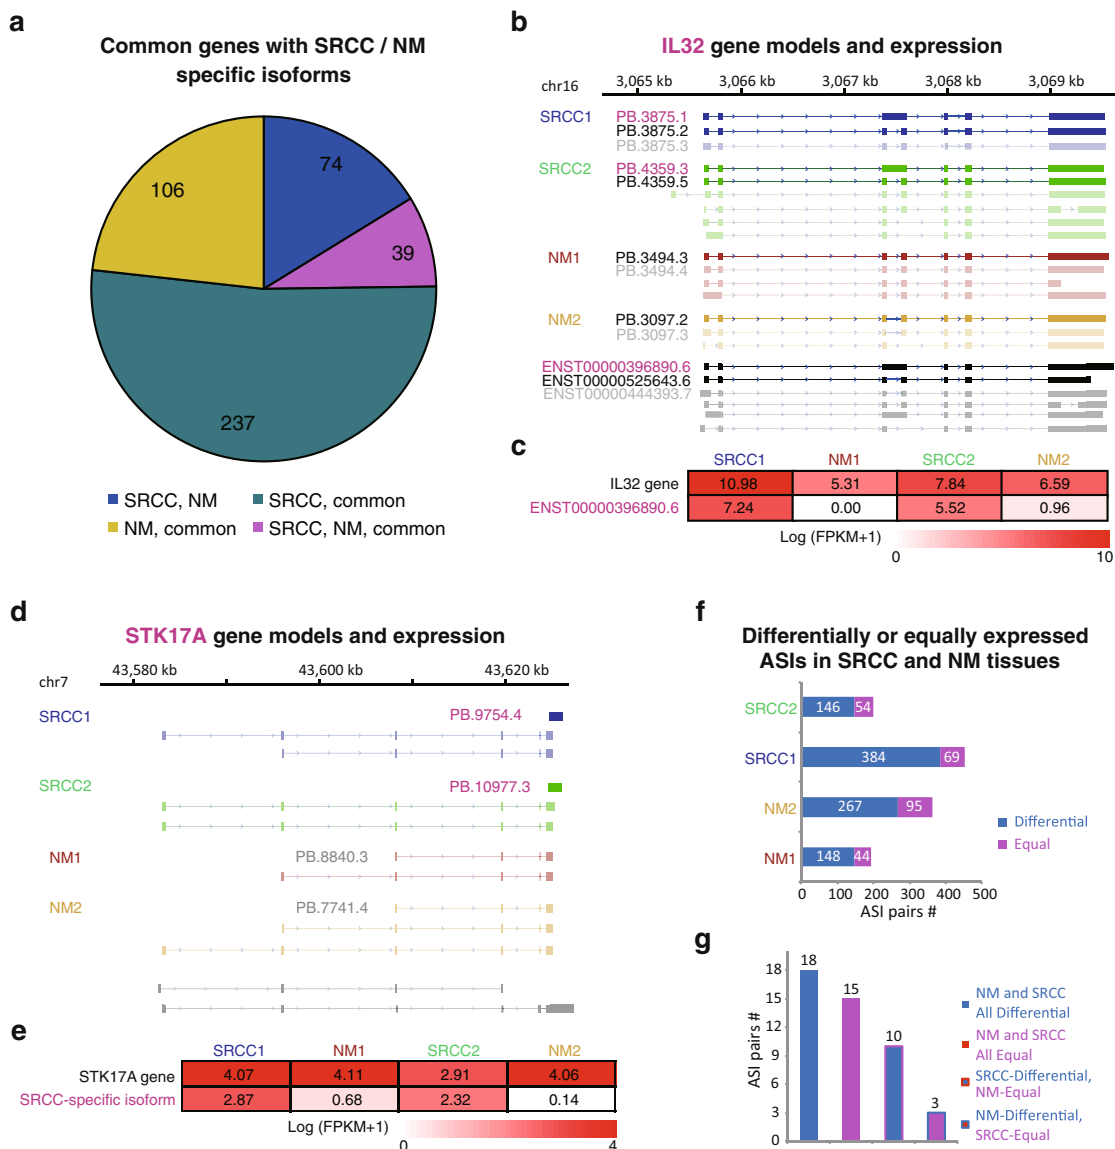 a
Common genes with SRCC / NM
specific isoforms
74
106
39
237
SRCC, NM
SRCC, common
NM, common
SRCC, NM, common
b
IL32 gene models and expression
chr16
3,065 kb 3,066 kb 3,067 kb 3,068 kb 3,069 kb
SRCC1
PB.3875.1
PB.3875.2
PB.3875.3
SRCC2
PB.4359.3
PB.4359.5
NM1
PB.3494.3
PB.3494.4
NM2
PB.3097.2
PB.3097.3
ENST00000396890.6
ENST00000525643.6
ENST00000444393.7
c
SRCC1 NM1 SRCC2 NM2
IL32 gene 10.98 5.31 7.84 6.59
ENST00000396890.6 7.24 0.00 5.52 0.96
Log (FPKM+1)
0 10
d
STK17A gene models and expression
chr7
43,580 kb 43,600 kb 43,620 kb
SRCC1
PB.9754.4
SRCC2
PB.10977.3
NM1
PB.8840.3
NM2
PB.7741.4
e
SRCC1 NM1 SRCC2 NM2
STK17A gene 4.07 4.11 2.91 4.06
SRCC-specific isoform 2.87 0.68 2.32 0.14
Log (FPKM+1)
0 4
f
Differentially or equally expressed
ASIs in SRCC and NM tissues
SRCC2 146 54
SRCC1 384 69
NM2 267 95
NM1 148 44
Differential
Equal
0 100 200 300 400 500
ASI pairs #
g
ASI pairs #
18
15
12
9
6
3
0
18
15
10
3
NM and SRCC
All Differential
NM and SRCC
All Equal
SRCC-Differential,
NM-Equal
NM-Differential,
SRCC-Equal